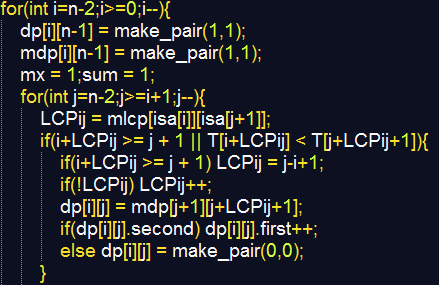 for(int i=n-2;i>=0;i--){
dp[i][n-1] = make_pair(1,1);
mdp[i][n-1] = make_pair(1,1);
mx = 1;sum = 1;
for(int j=n-2;j>=i+1;j--){
LCPij = mlcp[isa[i]][isa[j+1]];
if(i+LCPij >= j + 1 || T[i+LCPij] < T[j+LCPij+1]){
if(i+LCPij >= j + 1) LCPij = j-i+1;
if(!LCPij) LCPij++;
dp[i][j] = mdp[j+1][j+LCPij+1];
if(dp[i][j].second) dp[i][j].first++;
else dp[i][j] = make_pair(0,0);
}